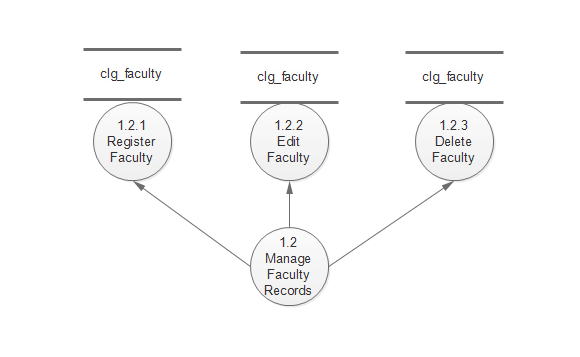 clg_faculty
clg_faculty
clg_faculty
1.2.1
Register
Faculty
1.2.2
Edit
Faculty
1.2.3
Delete
Faculty
1.2
Manage
Faculty
Records